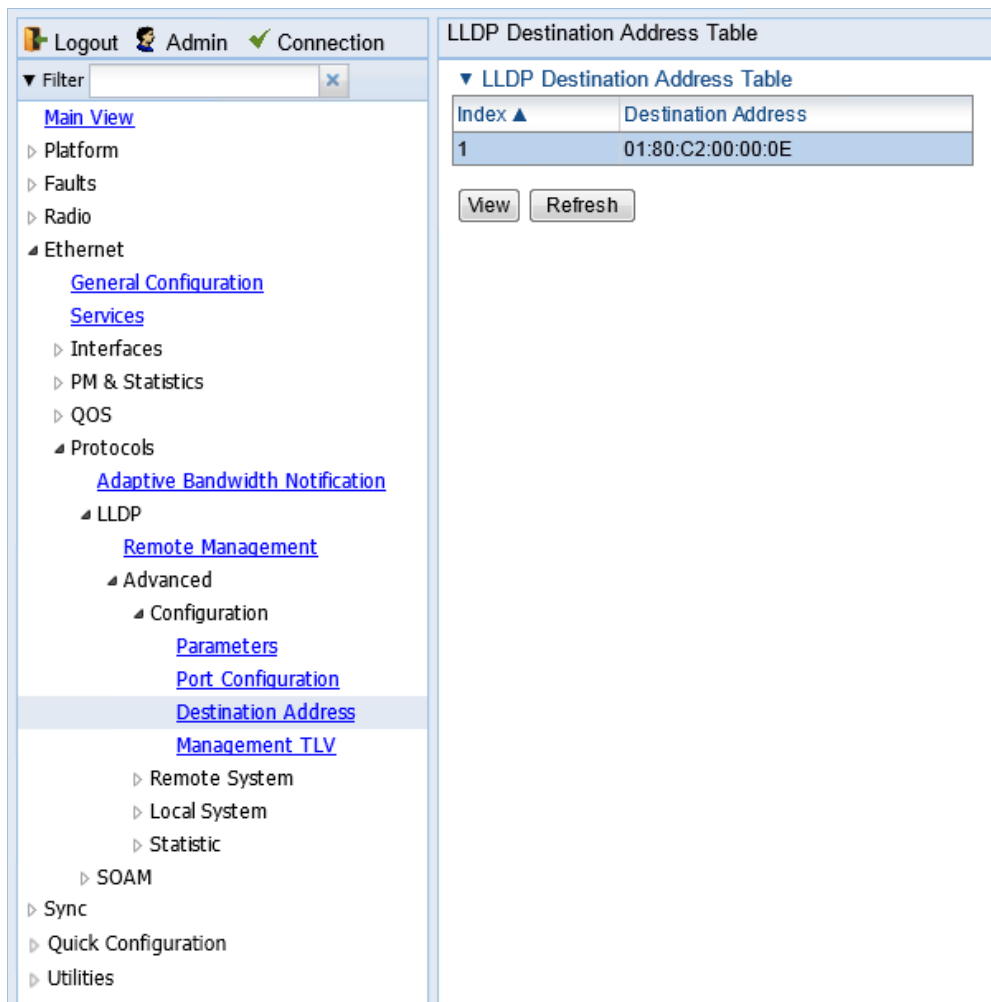 Logout Admin Connection
Filter
Main View
Platform
Faults
Radio
Ethernet
General Configuration
Services
Interfaces
PM & Statistics
QOS
Protocols
Adaptive Bandwidth Notification
LLDP
Remote Management
Advanced
Configuration
Parameters
Port Configuration
Destination Address
Management TLV
Remote System
Local System
Statistic
SOAM
Sync
Quick Configuration
Utilities
LLDP Destination Address Table
LLDP Destination Address Table
Index Destination Address
1 01:80:C2:00:00:0E
View Refresh